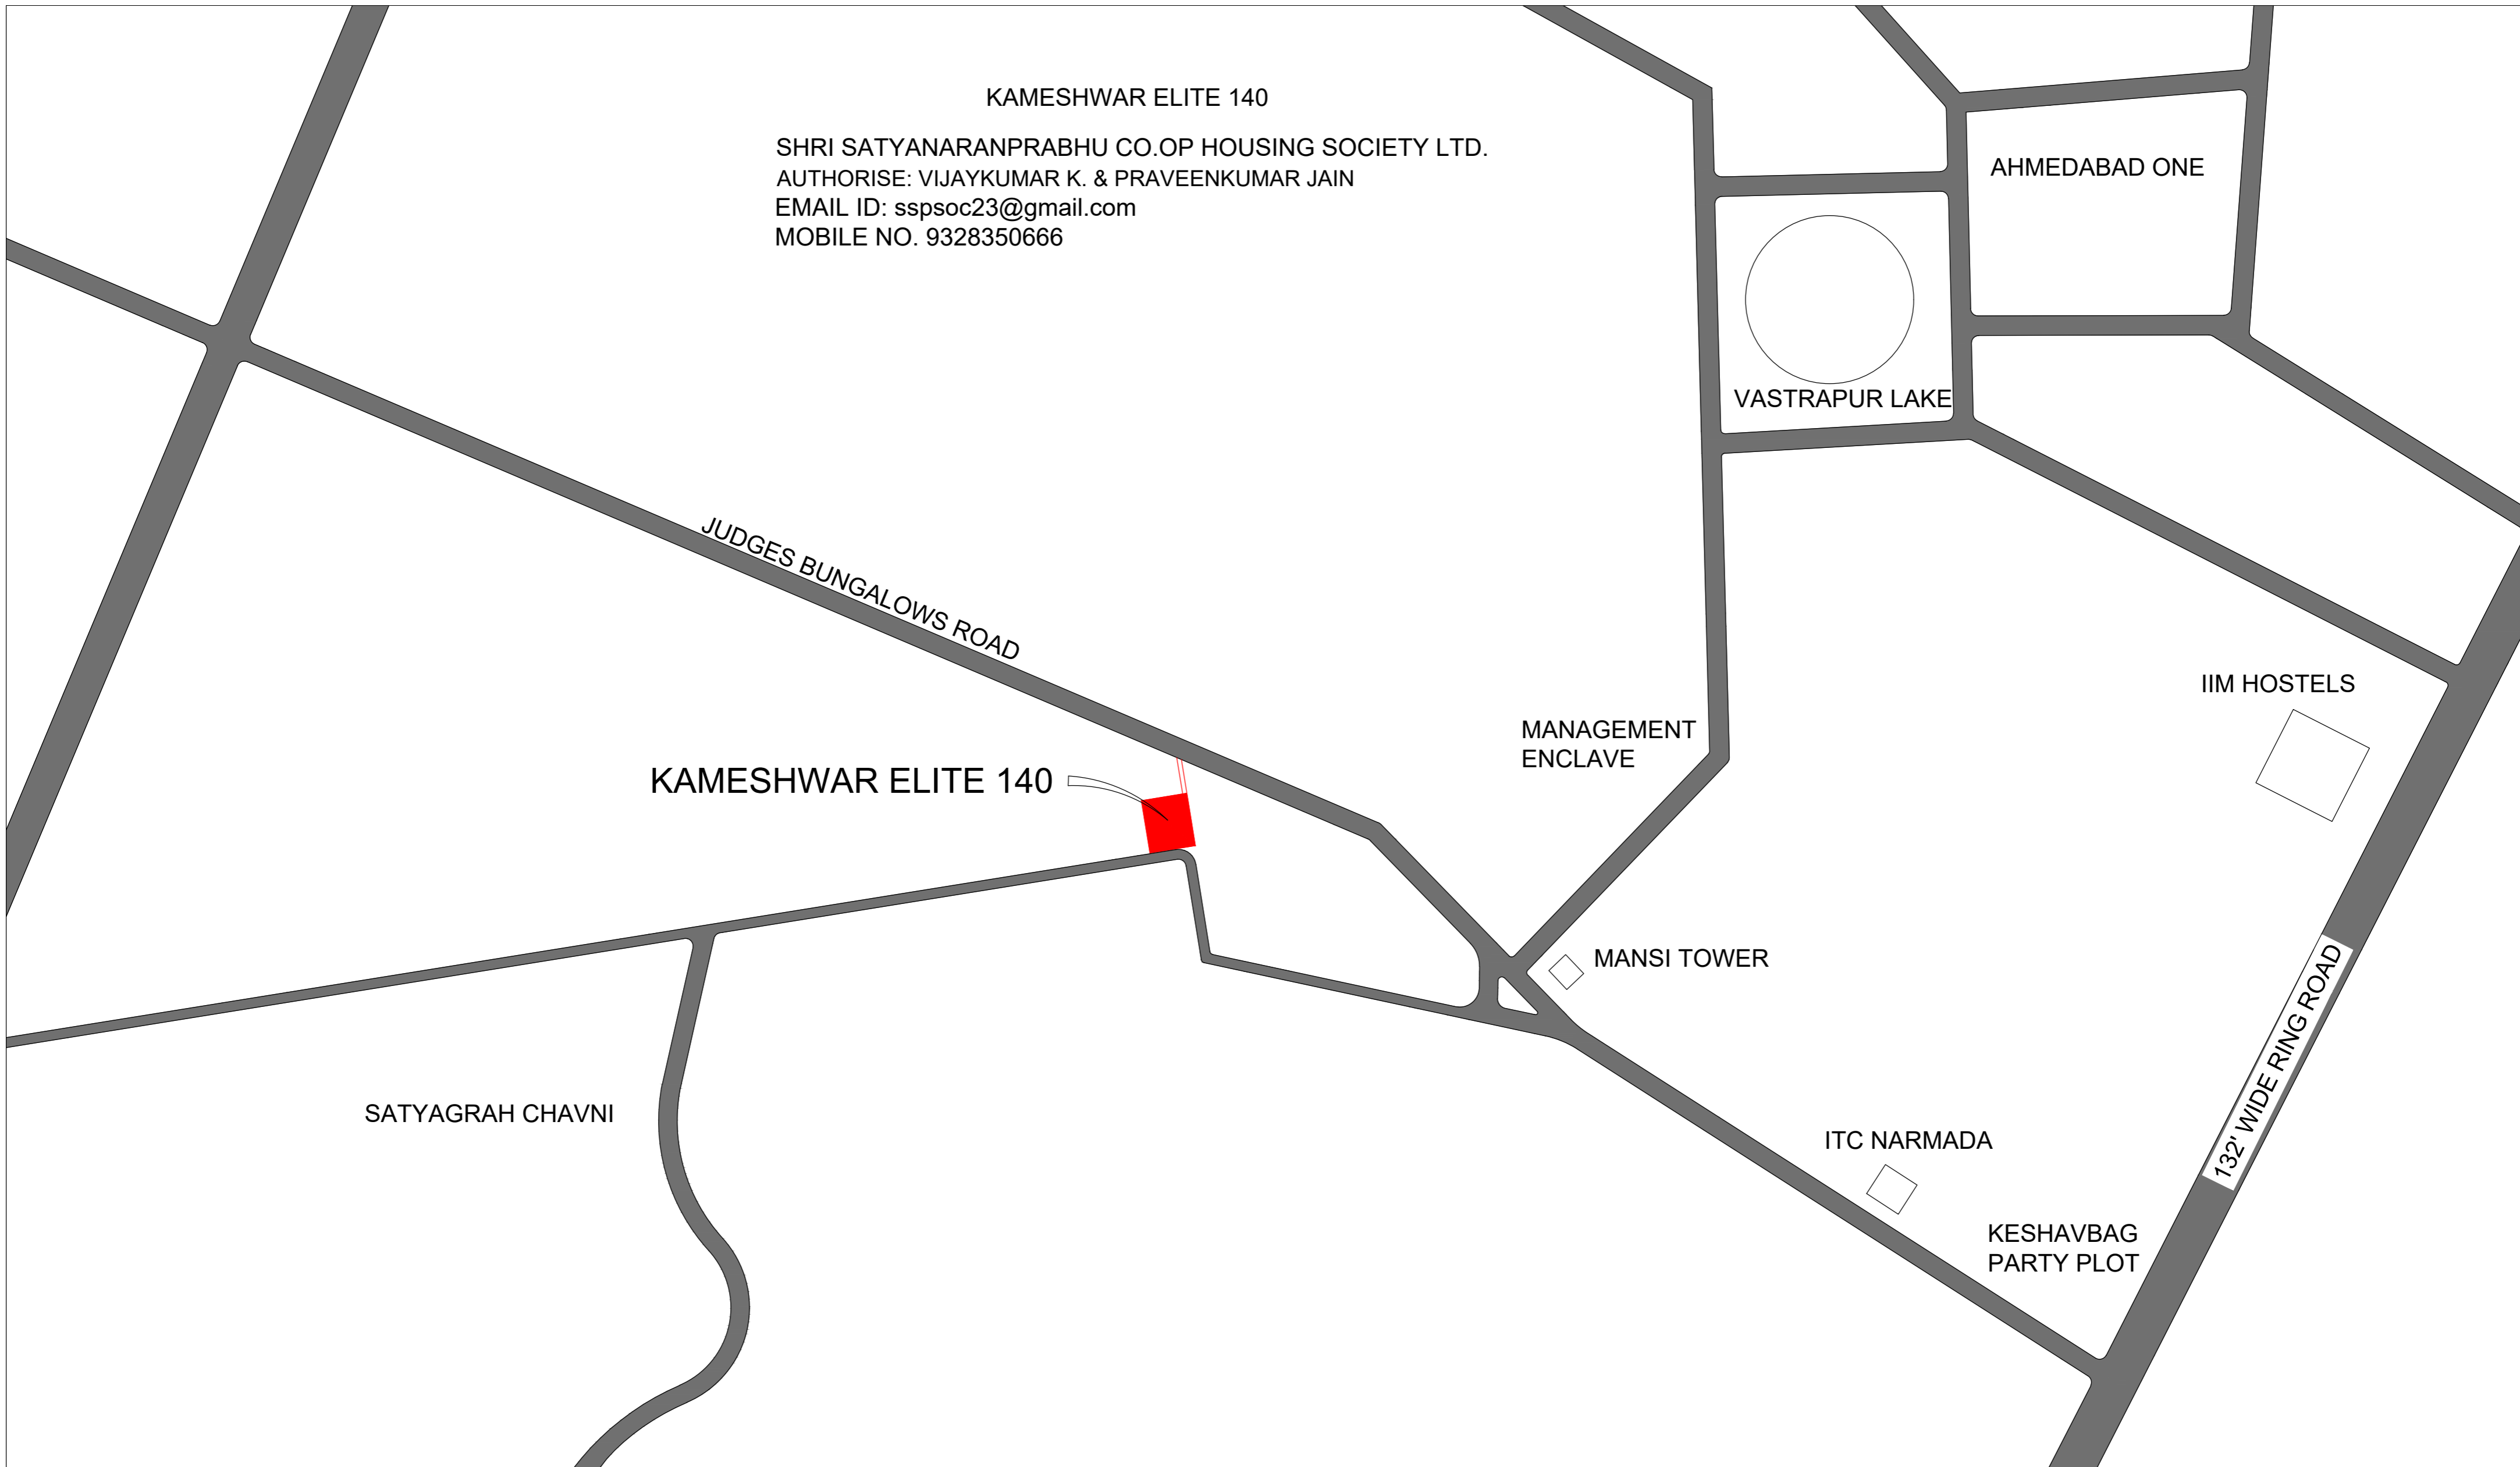 KAMESHWAR ELITE 140
SHRI SATYANARANPRABHU CO.OP HOUSING SOCIETY LTD.
AUTHORISE: VIJAYKUMAR K. & PRAVEENKUMAR JAIN
EMAIL ID: sspsoc23@gmail.com
MOBILE NO. 9328350666
AHMEDABAD ONE
VASTRAPUR LAKE
JUDGES BUNGALOWS ROAD
IIM HOSTELS
MANAGEMENT
ENCLAVE
KAMESHWAR ELITE 140
MANSI TOWER
132' WIDE RING ROAD
SATYAGRAH CHAVNI
ITC NARMADA
KESHAVBAG
PARTY PLOT